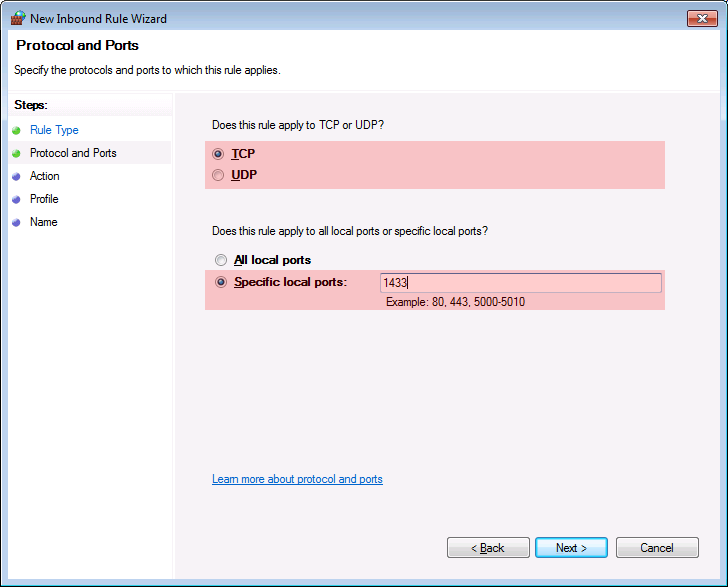 New Inbound Rule Wizard
Protocol and Ports
Specify the protocols and ports to which this rule applies.
Steps:
Rule Type
Protocol and Ports
Action
Profile
Name
Does this rule apply to TCP or UDP?
TCP
UDP
Does this rule apply to all local ports or specific local ports?
All local ports
Specific local ports: 1433
Example: 80, 443, 5000-5010
Learn more about protocol and ports
< Back Next > Cancel